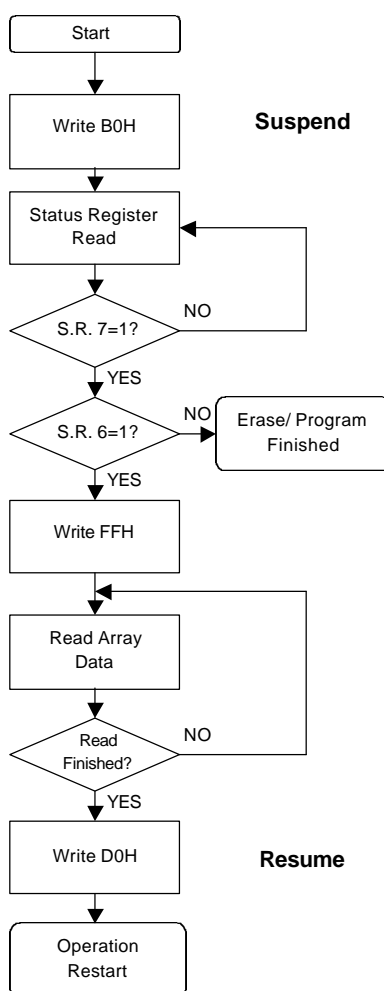 Start
Write B0H
Suspend
Status Register
Read
S.R. 7=1?
NO
YES
S.R. 6=1?
NO
Erase/ Program
Finished
YES
Write FFH
Read Array
Data
Read
Finished?
NO
YES
Write D0H
Resume
Operation
Restart